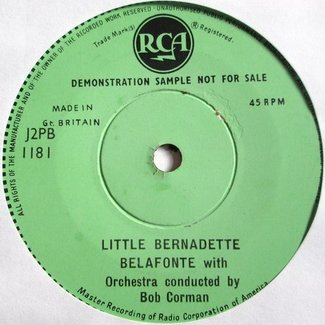 ALL RIGHTS OF THE MANUFACTURER AND OF THE OWNER OF THE RECORDED WORK RESERVED - UNAUTHORISED PUBLIC
RCA
Trade Mark(s) Registered
DEMONSTRATION SAMPLE NOT FOR SALE
MADE IN
Gt. BRITAIN
45 RPM
J2PB
1181
LITTLE BERNADETTE
BELAFONTE with
Orchestra conducted by
Bob Corman
Master Recording of Radio Corporation of America